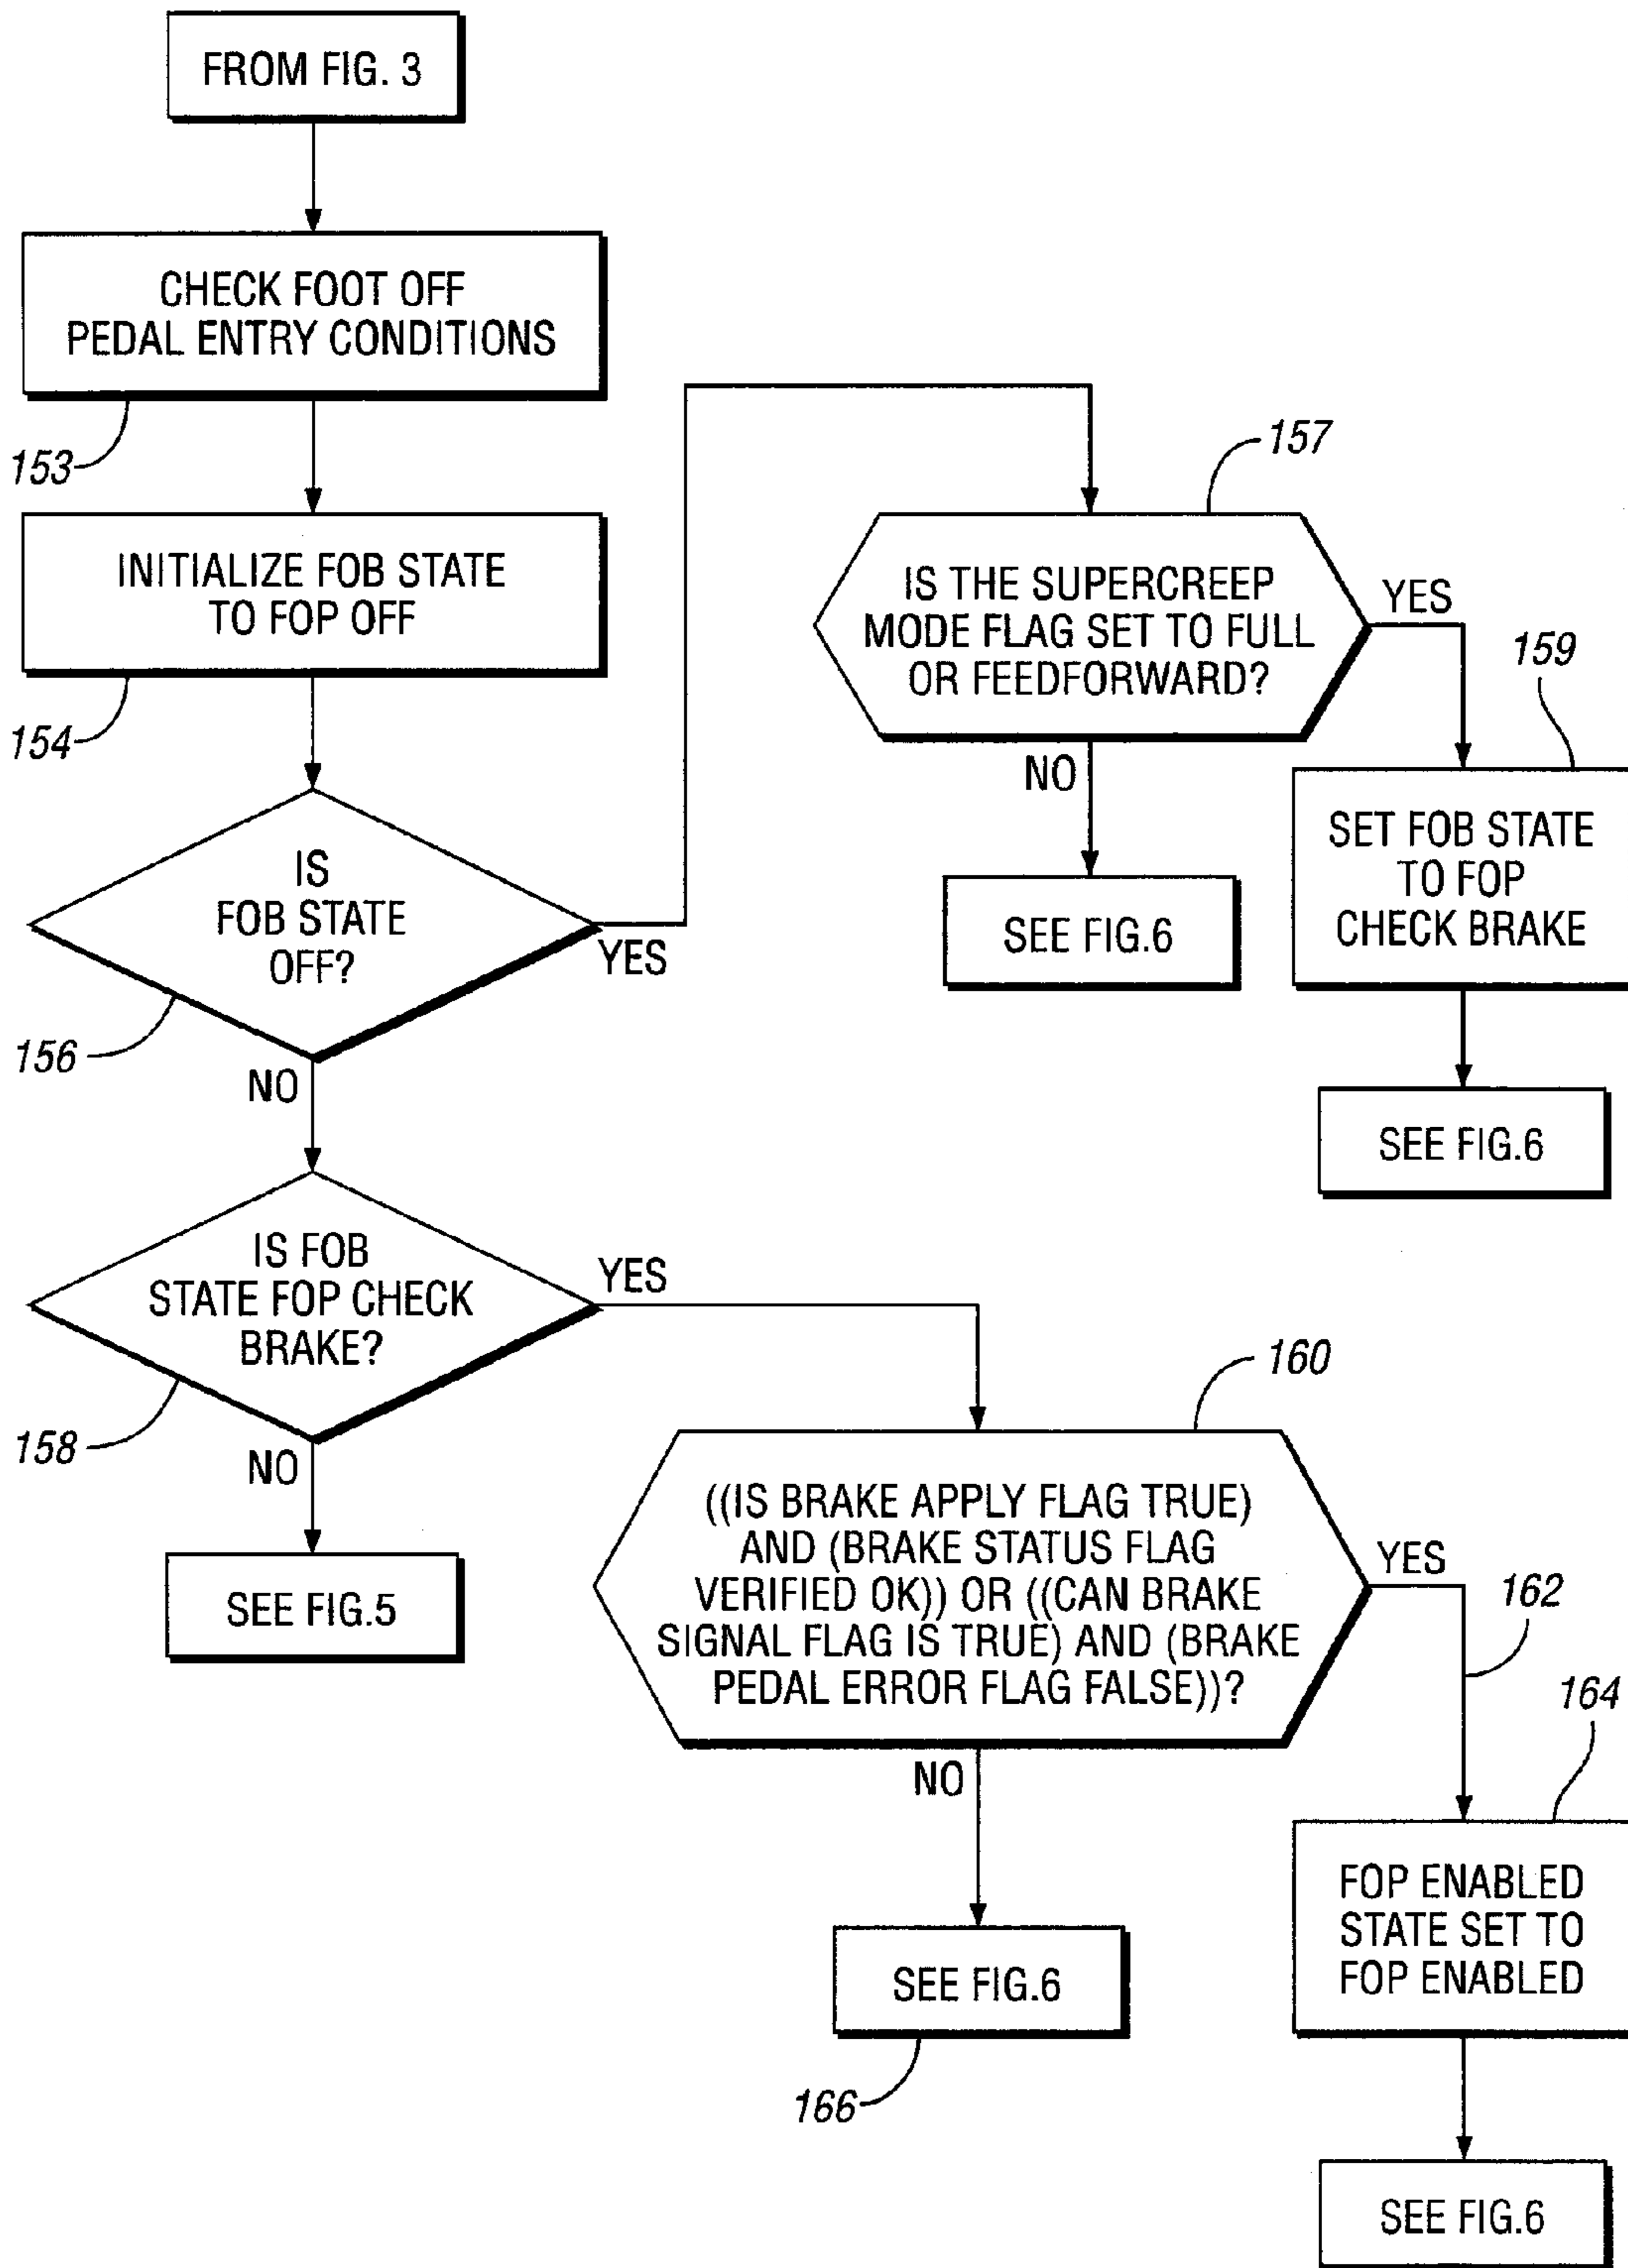 FROM FIG. 3
CHECK FOOT OFF
PEDAL ENTRY CONDITIONS
153
INITIALIZE FOB STATE
TO FOP OFF
154
IS
FOB STATE
OFF?
YES
156
NO
157
IS THE SUPERCREEP
MODE FLAG SET TO FULL
OR FEEDFORWARD?
YES
NO
SEE FIG.6
159
SET FOB STATE
TO FOP
CHECK BRAKE
SEE FIG.6
IS FOB
STATE FOP CHECK
BRAKE?
YES
158
NO
SEE FIG.5
160
((IS BRAKE APPLY FLAG TRUE)
AND (BRAKE STATUS FLAG
VERIFIED OK)) OR ((CAN BRAKE
SIGNAL FLAG IS TRUE) AND (BRAKE
PEDAL ERROR FLAG FALSE))?
YES
162
NO
SEE FIG.6
166
164
FOP ENABLED
STATE SET TO
FOP ENABLED
SEE FIG.6